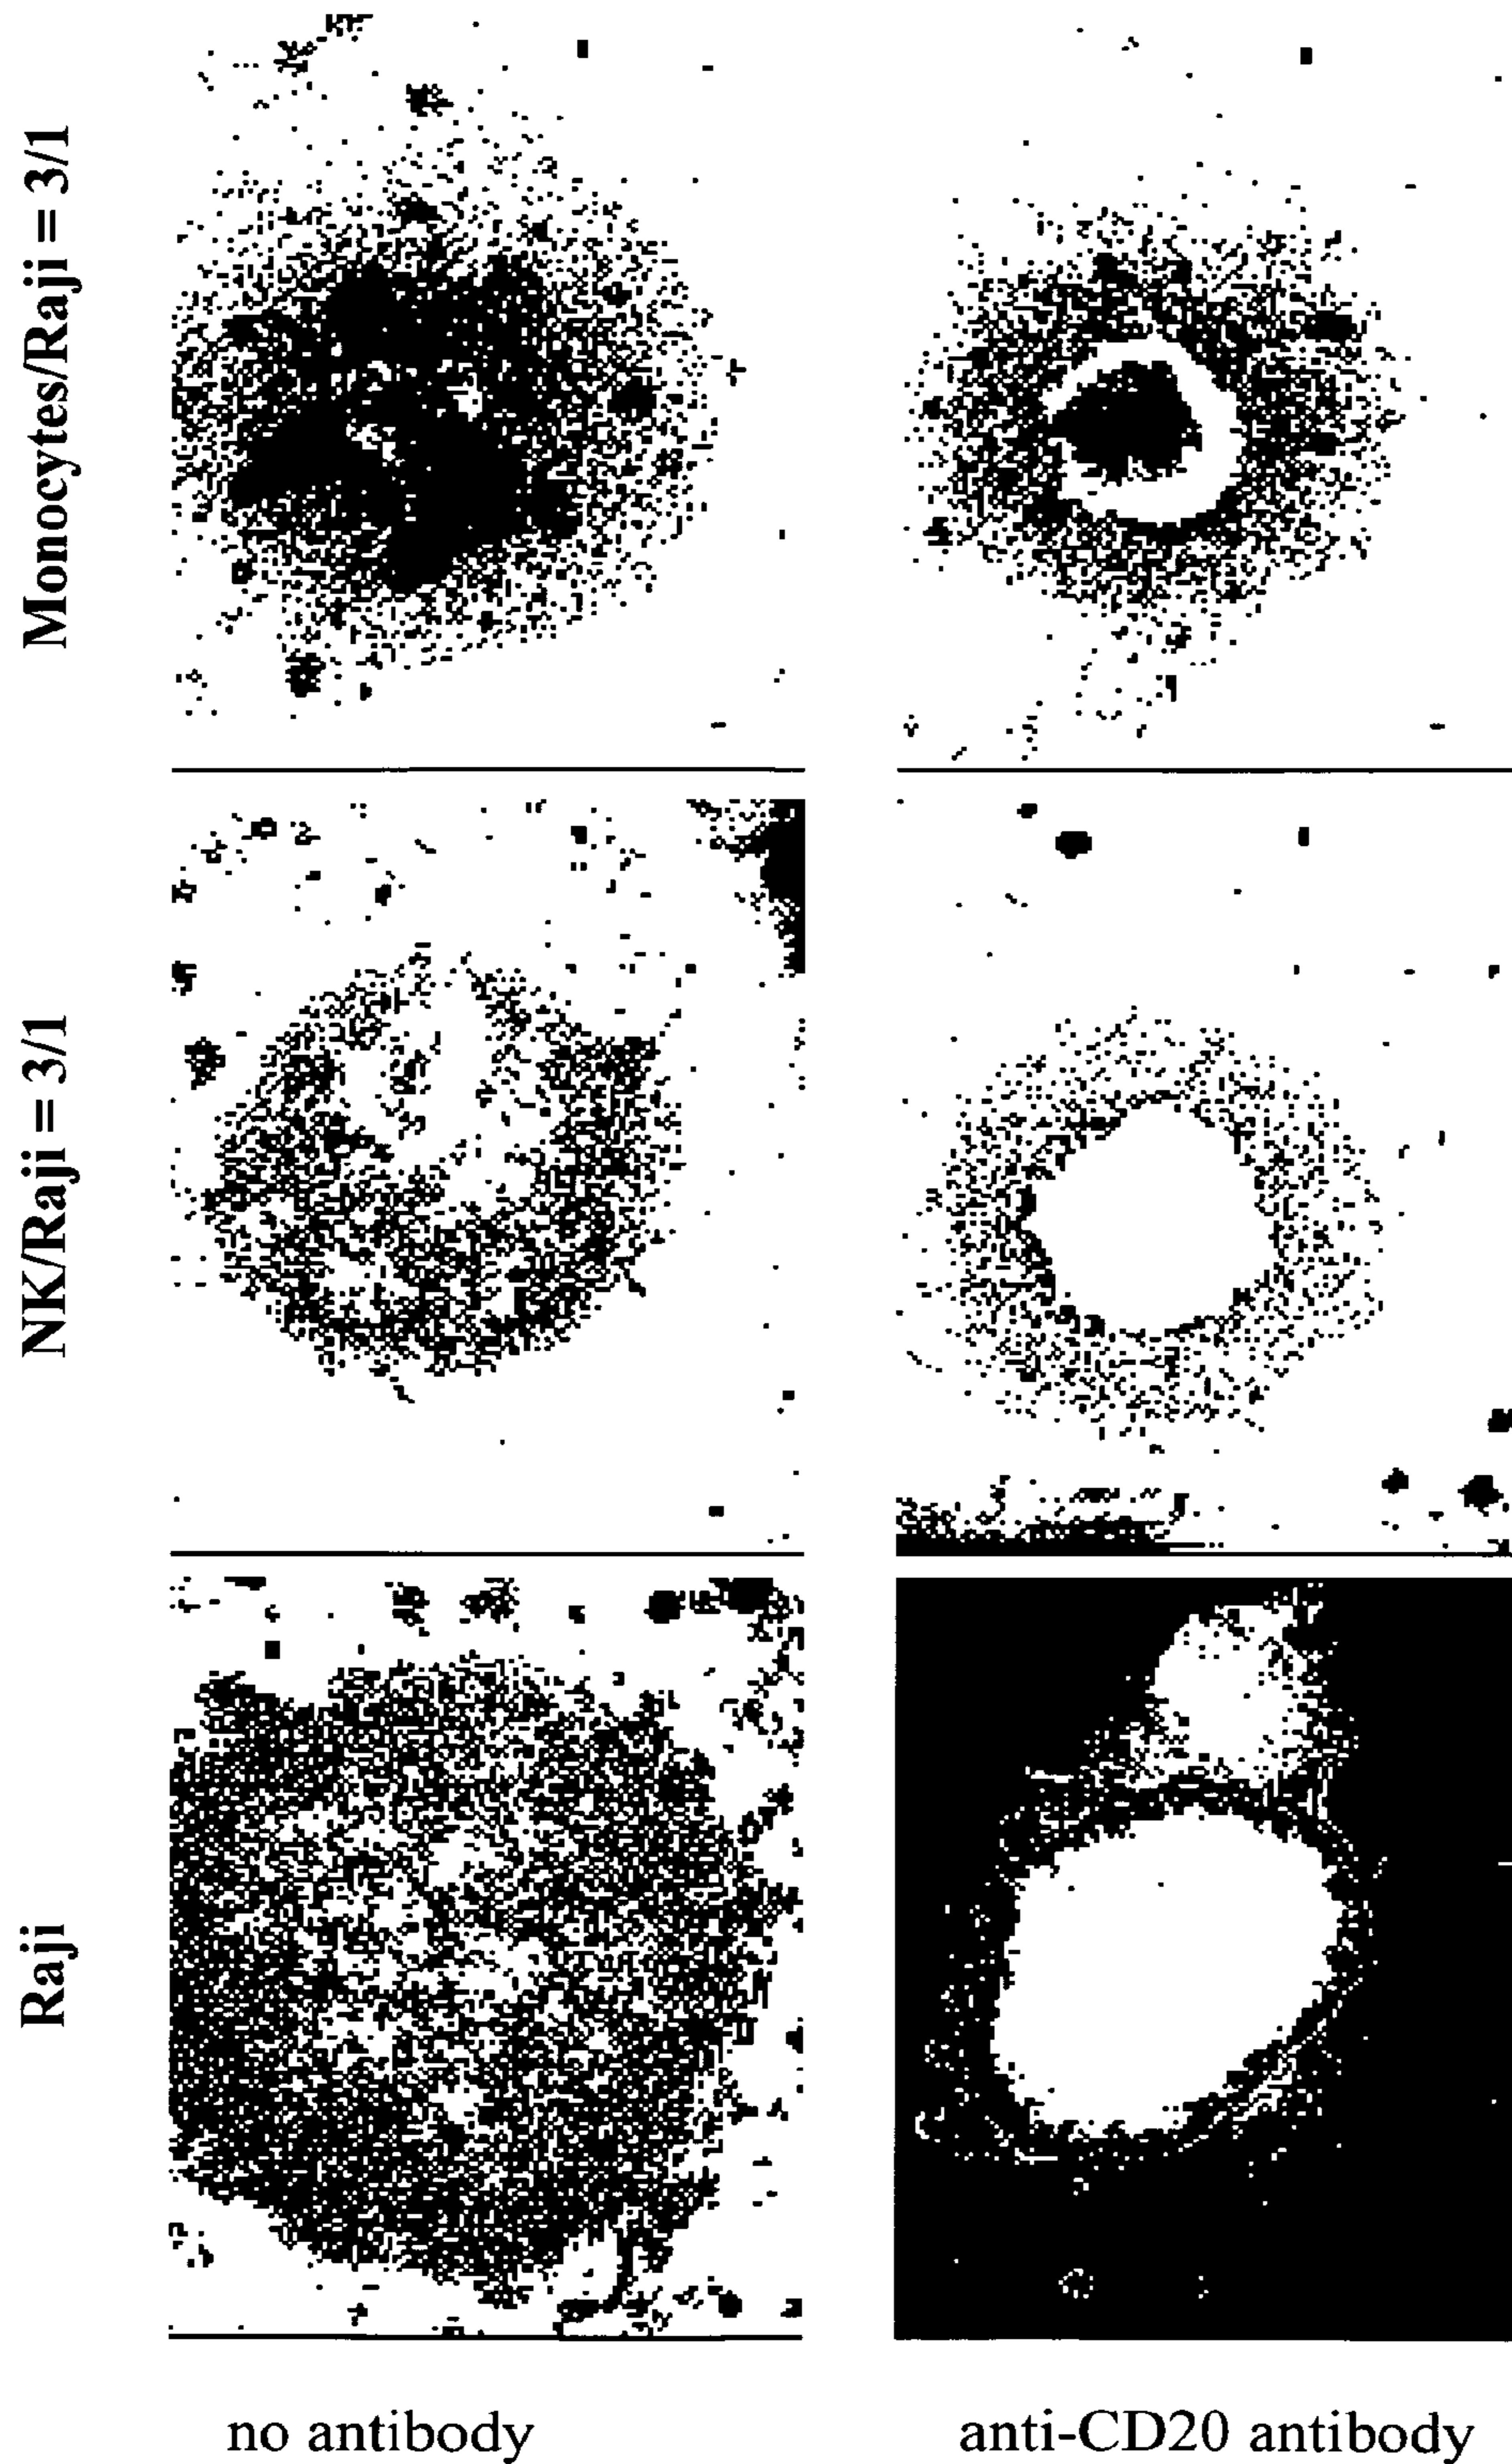 Monocytes/Raji = 3/1
NK/Raji = 3/1
Raji
no antibody
anti-CD20 antibody